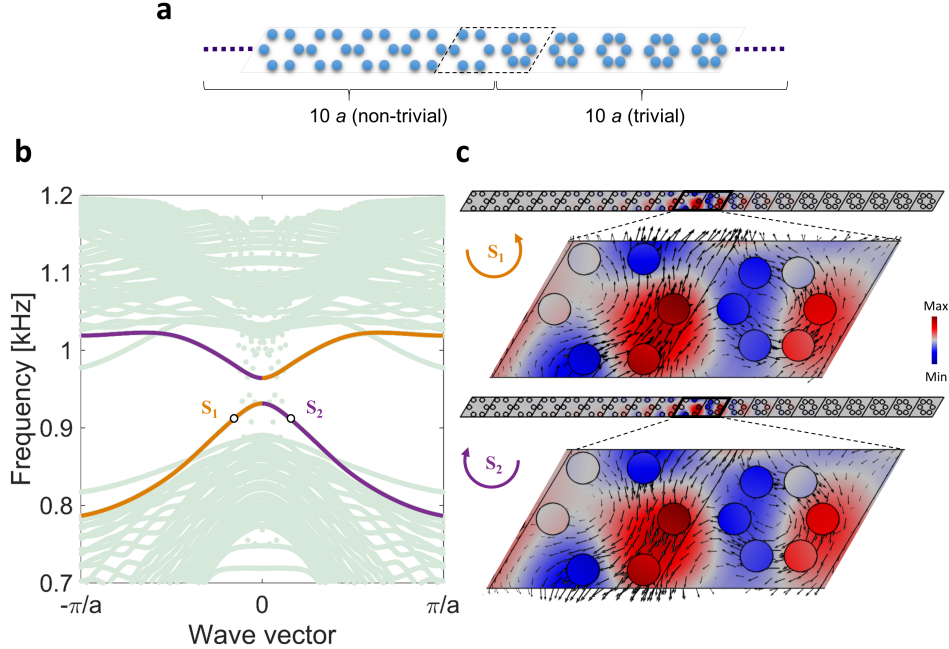 a
10 a (non-trivial)
10 a (trivial)
b
Frequency [kHz]
1.2
1.1
1
0.9
0.8
0.7
S1
S2
-π/a
0
π/a
Wave vector
c
S1
Max
Min
S2